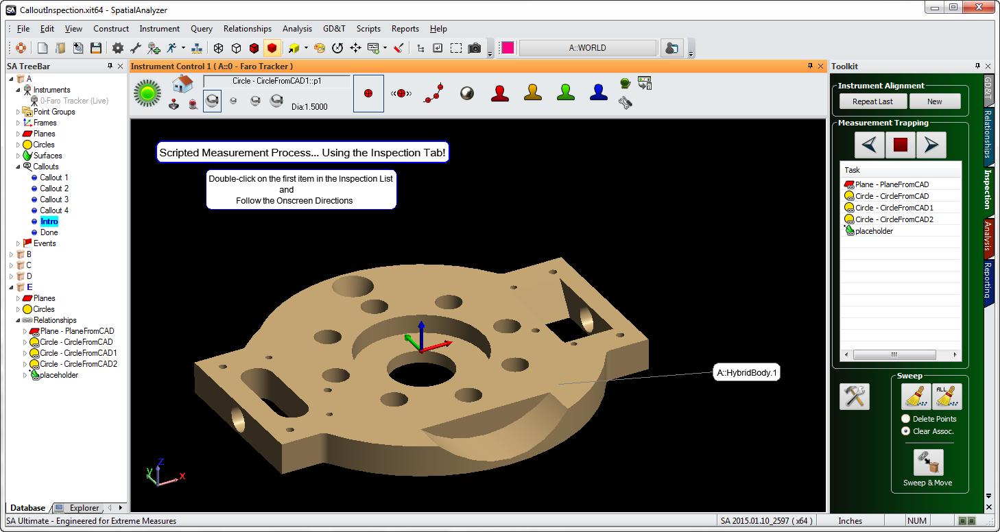 CalloutInspection.xit64 - SpatialAnalyzer
File Edit View Construct Instrument Query Relationships Analysis GD&T Scripts Reports Help
A::WORLD
SA TreeBar
A
Instruments
0-Faro Tracker (Live)
Point Groups
Frames
Planes
Circles
Surfaces
Callouts
Callout 1
Callout 2
Callout 3
Callout 4
Intro
Done
Events
B
C
D
E
Planes
Circles
Relationships
Plane - PlaneFromCAD
Circle - CircleFromCAD
Circle - CircleFromCAD1
Circle - CircleFromCAD2
placeholder
Database Explorer
Instrument Control 1 ( A::0 - Faro Tracker )
Circle - CircleFromCAD1::p1
Dia:1.5000
Scripted Measurement Process... Using the Inspection Tab!
Double-click on the first item in the Inspection List
and
Follow the Onscreen Directions
A::HybridBody.1
Z
Y
X
Toolkit
Instrument Alignment
Repeat Last New
Measurement Trapping
Task
Plane - PlaneFromCAD
Circle - CircleFromCAD
Circle - CircleFromCAD1
Circle - CircleFromCAD2
placeholder
Sweep
ALL
Delete Points
Clear Assoc.
Sweep & Move
GD&T
Relationships
Inspection
Analysis
Reporting
SA Ultimate - Engineered for Extreme Measures
SA 2015.01.10_2597 ( x64 )
Inches
NUM